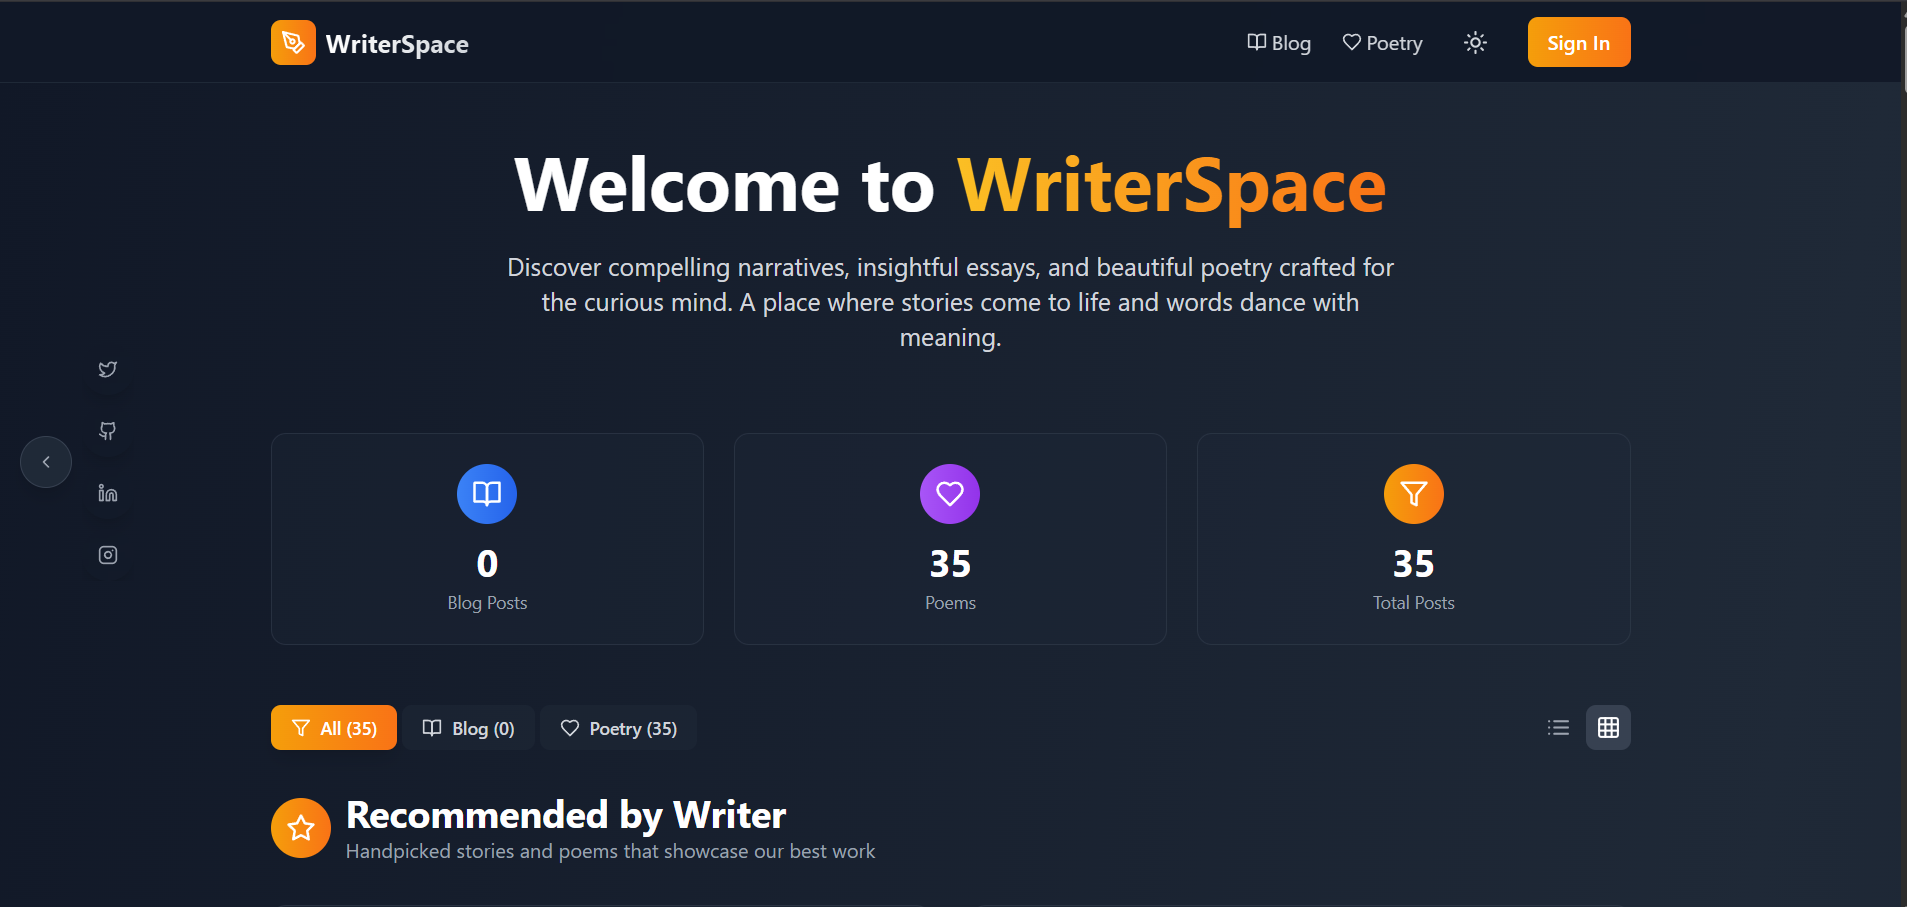 WriterSpace
Blog
Poetry
Sign In
Welcome to WriterSpace
Discover compelling narratives, insightful essays, and beautiful poetry crafted for
the curious mind. A place where stories come to life and words dance with
meaning.
0
Blog Posts
35
Poems
35
Total Posts
All (35)
Blog (0)
Poetry (35)
Recommended by Writer
Handpicked stories and poems that showcase our best work